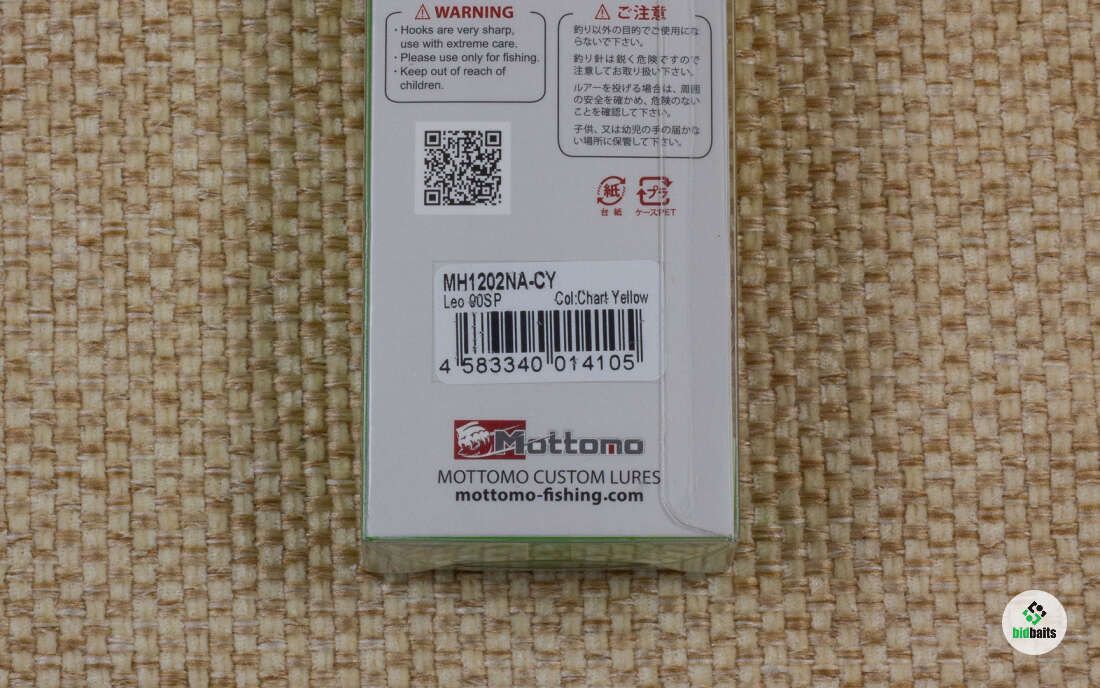 WARNING
・Hooks are very sharp,
use with extreme care.
・Please use only for fishing.
・Keep out of reach of
children.
ご注意
釣り以外の目的でご使用にな
らないで下さい。
釣り針は鋭く危険ですので
注意してお取り扱い下さい。
ルアーを投げる場合は、周囲
の安全を確かめ、危険のない
ことを確認して下さい。
子供、又は幼児の手の届かな
い場所に保管して下さい。
紙
台紙
プラ
ケースPET
MH1202NA-CY
Leo 90SP Col:Chart Yellow
4 583340 014105
Mottomo
MOTTOMO CUSTOM LURES
mottomo-fishing.com
bidbaits